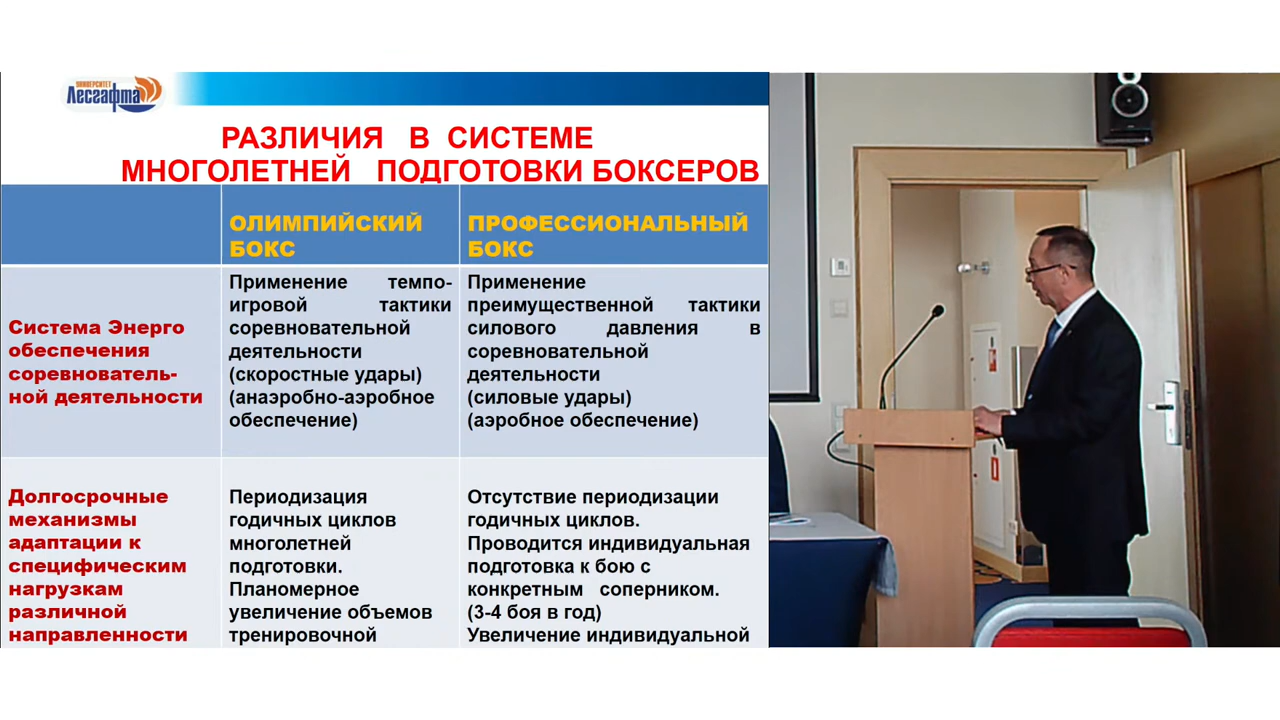 УНИВЕРСИТЕТ
Лесгафта
РАЗЛИЧИЯ В СИСТЕМЕ
МНОГОЛЕТНЕЙ ПОДГОТОВКИ БОКСЕРОВ
ОЛИМПИЙСКИЙ
БОКС
ПРОФЕССИОНАЛЬНЫЙ
БОКС
Система Энерго
обеспечения
соревнователь-
ной деятельности
Применение темпо-
игровой тактики
соревновательной
деятельности
(скоростные удары)
(анаэробно-аэробное
обеспечение)
Применение
преимущественной тактики
силового давления в
соревновательной
деятельности
(силовые удары)
(аэробное обеспечение)
Долгосрочные
механизмы
адаптации к
специфическим
нагрузкам
различной
направленности
Периодизация
годичных циклов
многолетней
подготовки.
Планомерное
увеличение объемов
тренировочной
Отсутствие периодизации
годичных циклов.
Проводится индивидуальная
подготовка к бою с
конкретным соперником.
(3-4 боя в год)
Увеличение индивидуальной